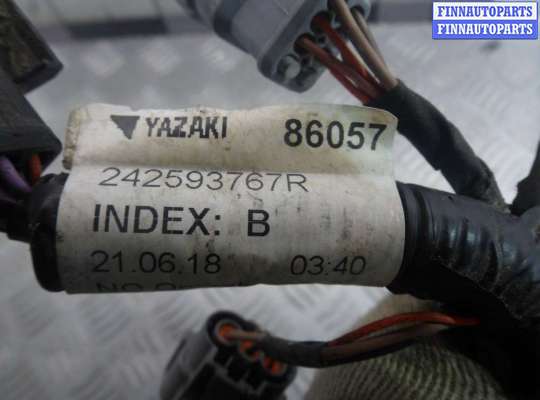 FINNAUTOPARTS
FINNAUTOPARTS
YAZAKI 86057
242593767R
INDEX: B
21.06.18 03:40